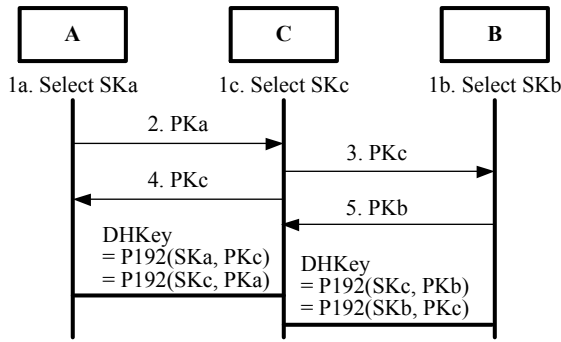 A
C
B
1a. Select SKa
1c. Select SKc
1b. Select SKb
2. PKa
3. PKc
4. PKc
5. PKb
DHKey
= P192(SKa, PKc)
= P192(SKc, PKa)
DHKey
= P192(SKc, PKb)
= P192(SKb, PKc)